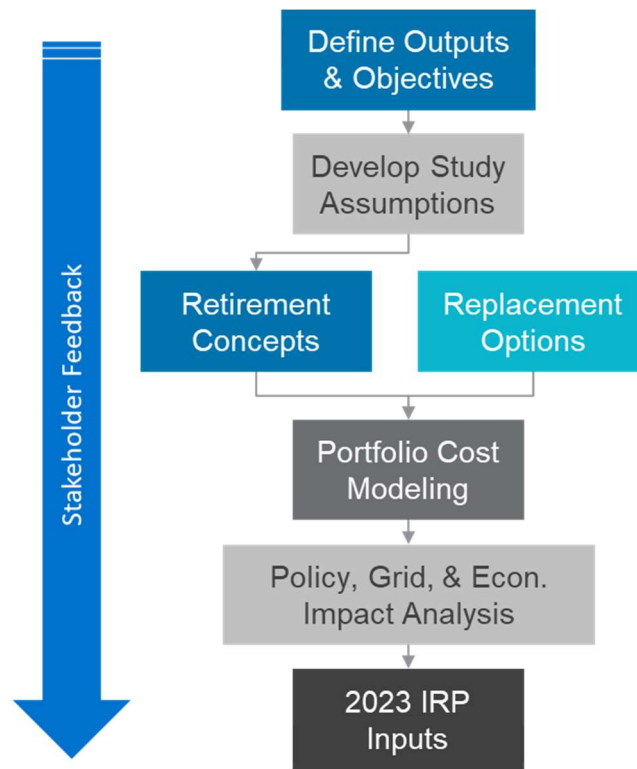 Define Outputs
& Objectives
Develop Study
Assumptions
Retirement
Concepts
Replacement
Options
Portfolio Cost
Modeling
Policy, Grid, & Econ.
Impact Analysis
2023 IRP
Inputs
Stakeholder Feedback